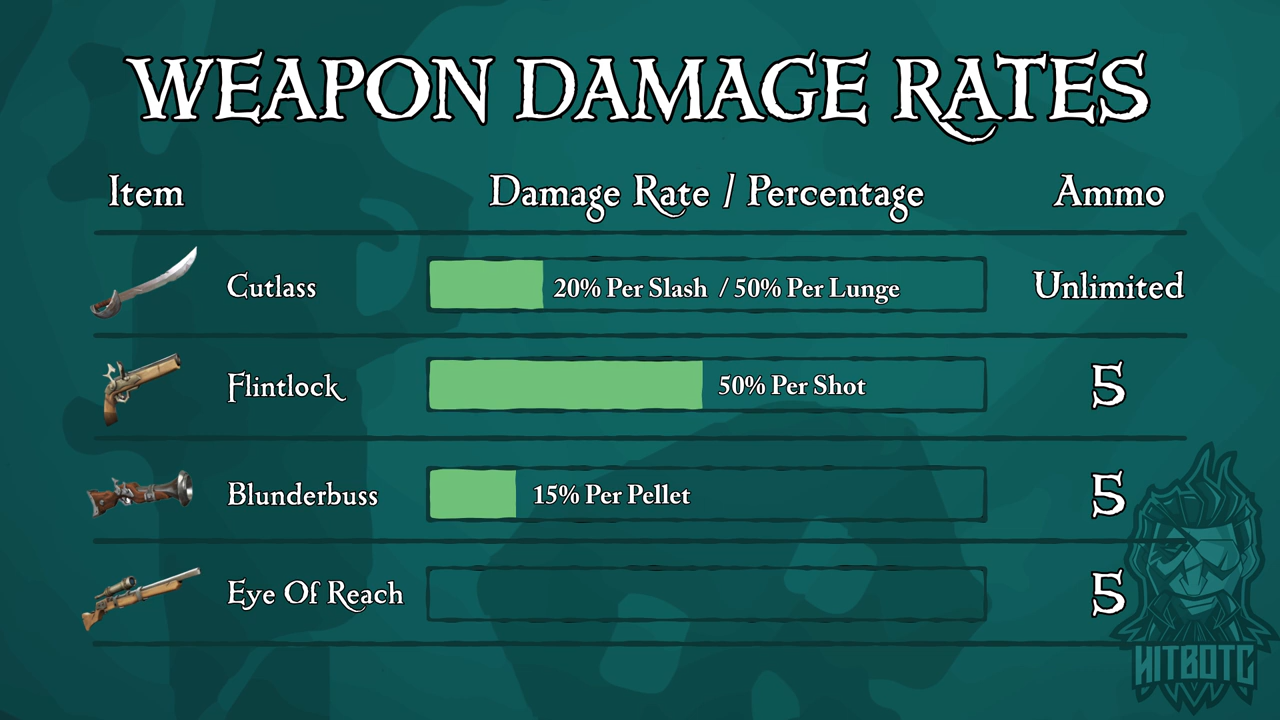 WEAPON DAMAGE RATES
Item Damage Rate / Percentage Ammo
Cutlass 20% Per Slash / 50% Per Lunge Unlimited
Flintlock 50% Per Shot 5
Blunderbuss 15% Per Pellet 5
Eye Of Reach 5
HITBOTC